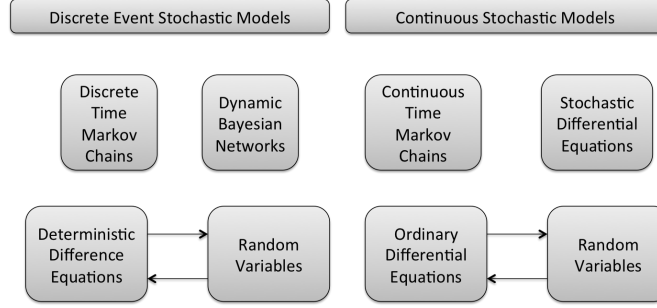 Discrete Event Stochastic Models
Continuous Stochastic Models
Discrete
Time
Markov
Chains
Dynamic
Bayesian
Networks
Continuous
Time
Markov
Chains
Stochastic
Differential
Equations
Deterministic
Difference
Equations
Random
Variables
Ordinary
Differential
Equations
Random
Variables